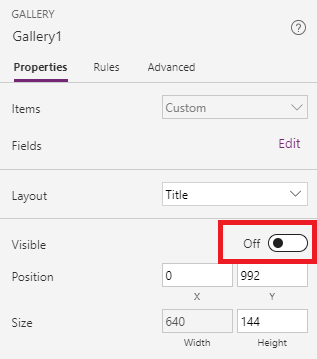 GALLERY
Gallery1
?
Properties Rules Advanced
Items Custom
Fields Edit
Layout Title
Visible Off
Position 0 992
X Y
Size 640 144
Width Height